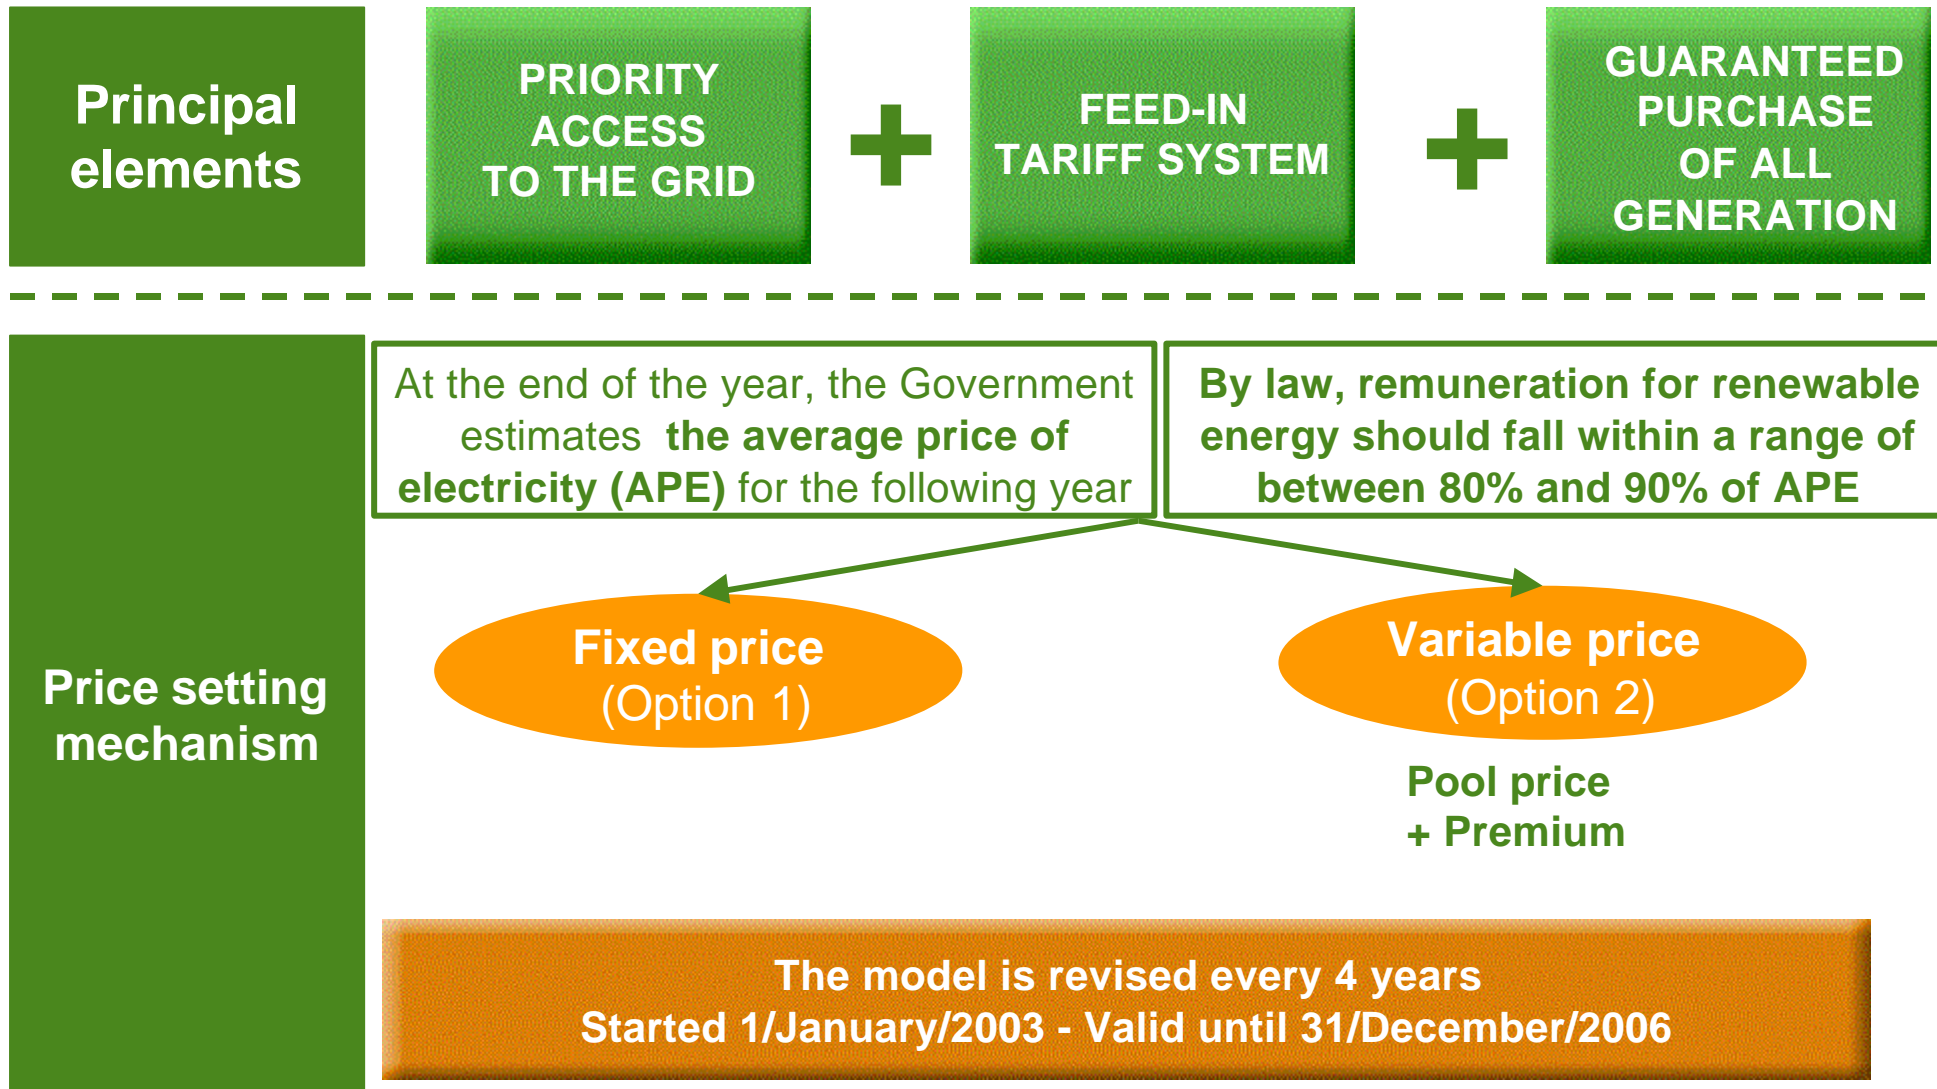 Principal
elements
PRIORITY
ACCESS
TO THE GRID
+
FEED-IN
TARIFF SYSTEM
+
GUARANTEED
PURCHASE
OF ALL
GENERATION
Price setting
mechanism
At the end of the year, the Government
estimates the average price of
electricity (APE) for the following year
By law, remuneration for renewable
energy should fall within a range of
between 80% and 90% of APE
Fixed price
(Option 1)
Variable price
(Option 2)
Pool price
+ Premium
The model is revised every 4 years
Started 1/January/2003 - Valid until 31/December/2006